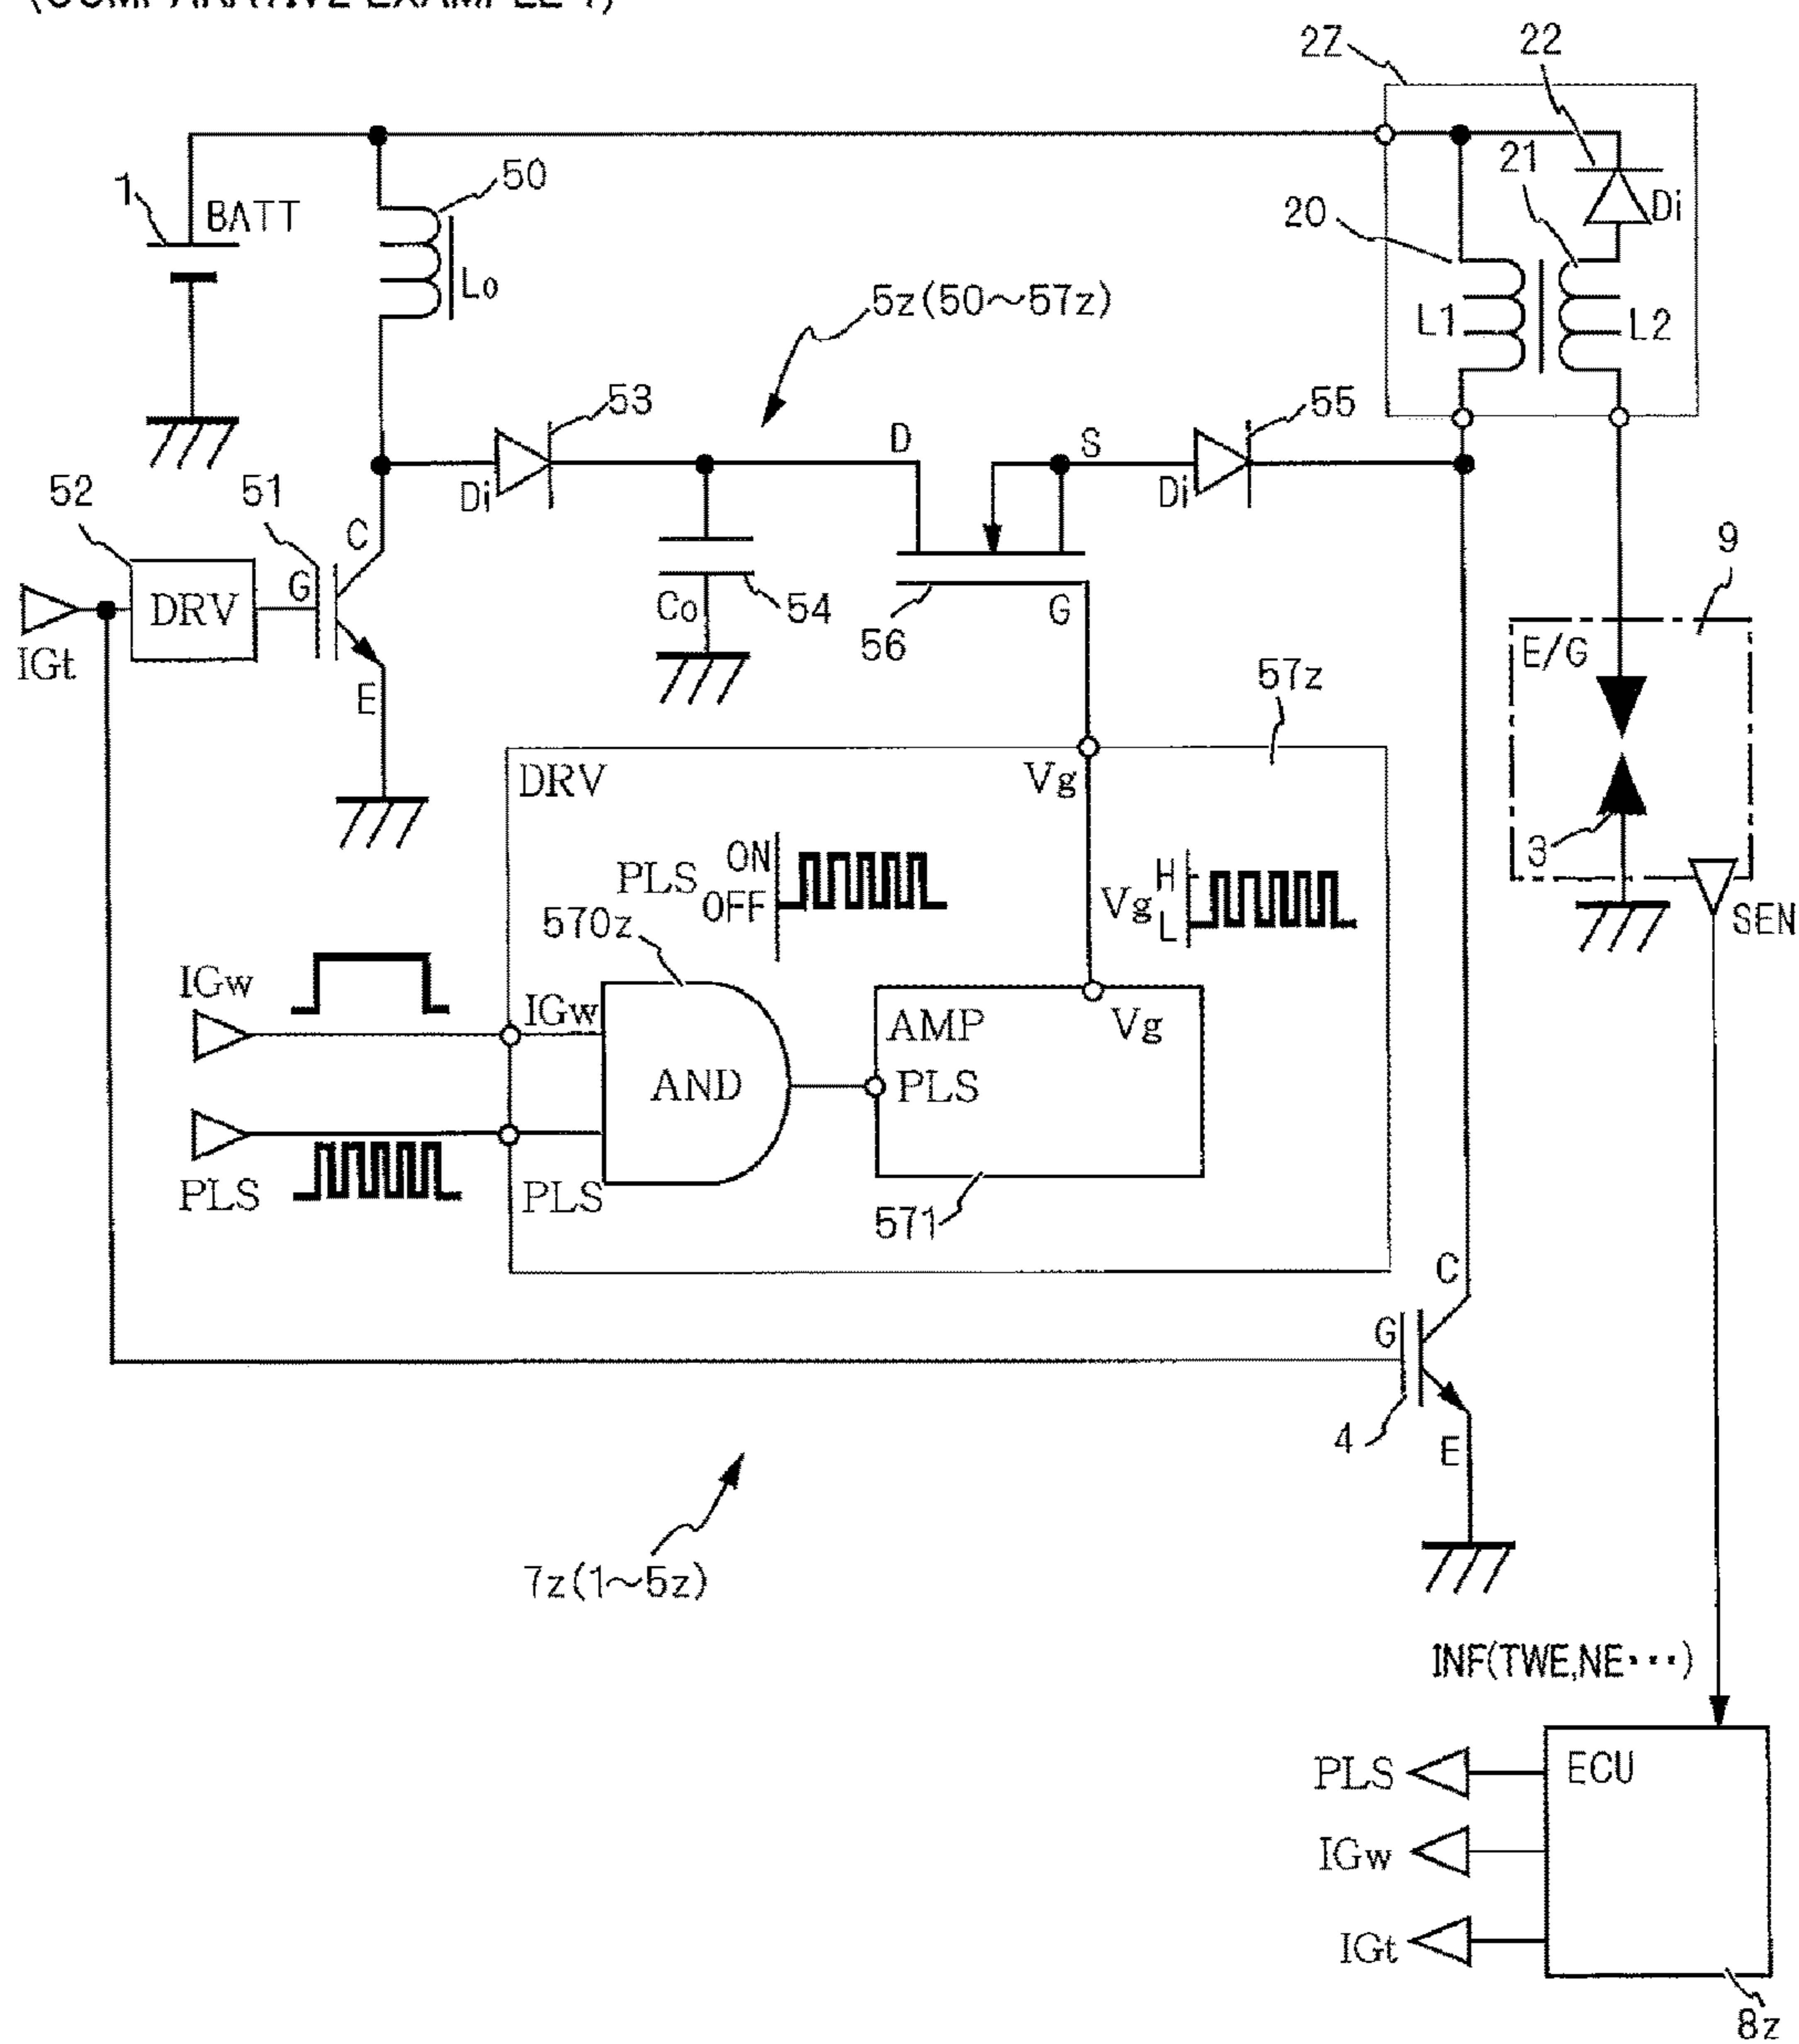 2Z
22
50
1
BATT
21
20
Di
Lo
5z(50～57z)
L1
L2
53
55
D
S
52
51
Di
Di
C
9
G
DRV
Co
54
G
E/G
IGt
56
E
57z
DRV
Vg
3
PLS
ON
OFF
Vg
H
L
SEN
570z
IGw
IGw
Vg
AMP
AND
PLS
PLS
PLS
571
C
G
4
E
7z(1～5z)
INF(TWE,NE･･･)
PLS
ECU
IGw
IGt
8z